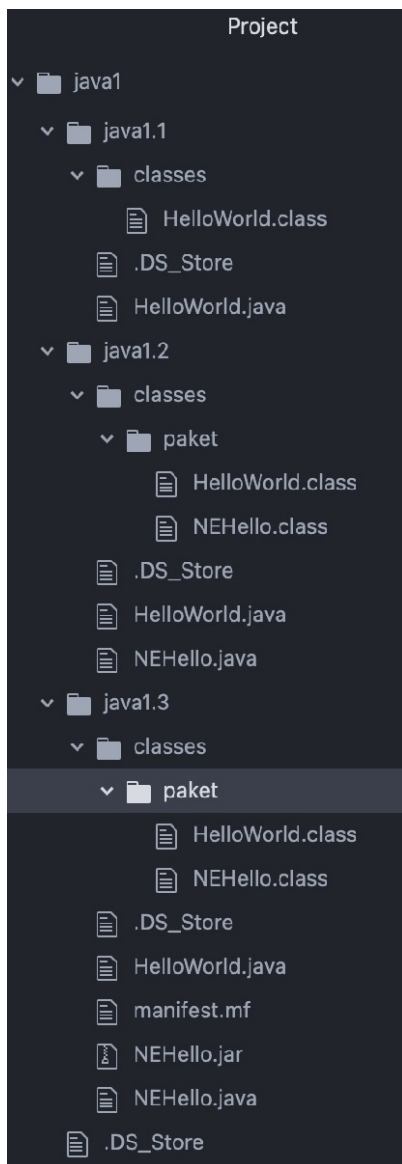 Project
java1
java1.1
classes
HelloWorld.class
.DS_Store
HelloWorld.java
java1.2
classes
paket
HelloWorld.class
NEHello.class
.DS_Store
HelloWorld.java
NEHello.java
java1.3
classes
paket
HelloWorld.class
NEHello.class
.DS_Store
HelloWorld.java
manifest.mf
NEHello.jar
NEHello.java
.DS_Store